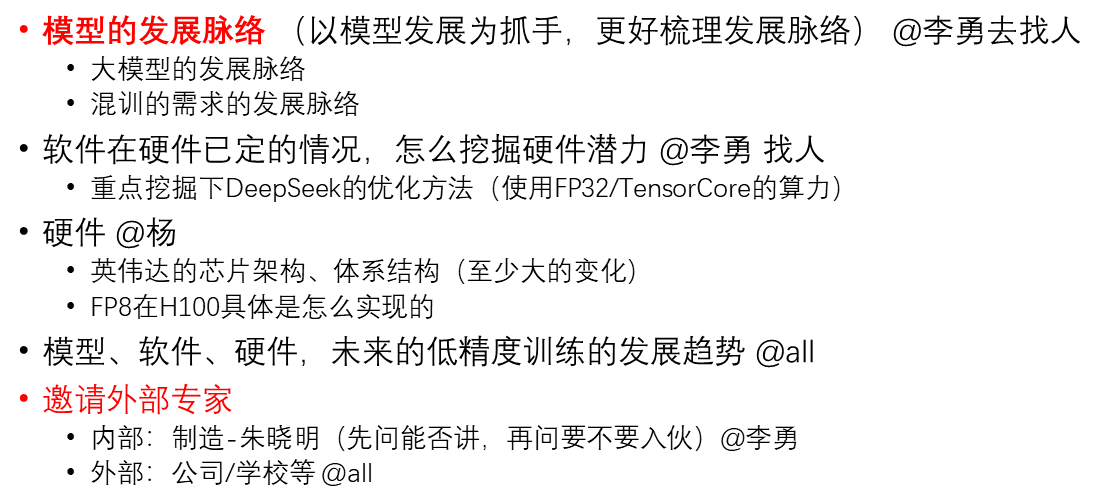 • 模型的发展脉络 （以模型发展为抓手，更好梳理发展脉络） @李勇去找人
• 大模型的发展脉络
• 混训的需求的发展脉络
• 软件在硬件已定的情况，怎么挖掘硬件潜力 @李勇 找人
• 重点挖掘下DeepSeek的优化方法（使用FP32/TensorCore的算力）
• 硬件 @杨
• 英伟达的芯片架构、体系结构（至少大的变化）
• FP8在H100具体是怎么实现的
• 模型、软件、硬件，未来的低精度训练的发展趋势 @all
• 邀请外部专家
• 内部：制造-朱晓明（先问能否讲，再问要不要入伙）@李勇
• 外部：公司/学校等 @all